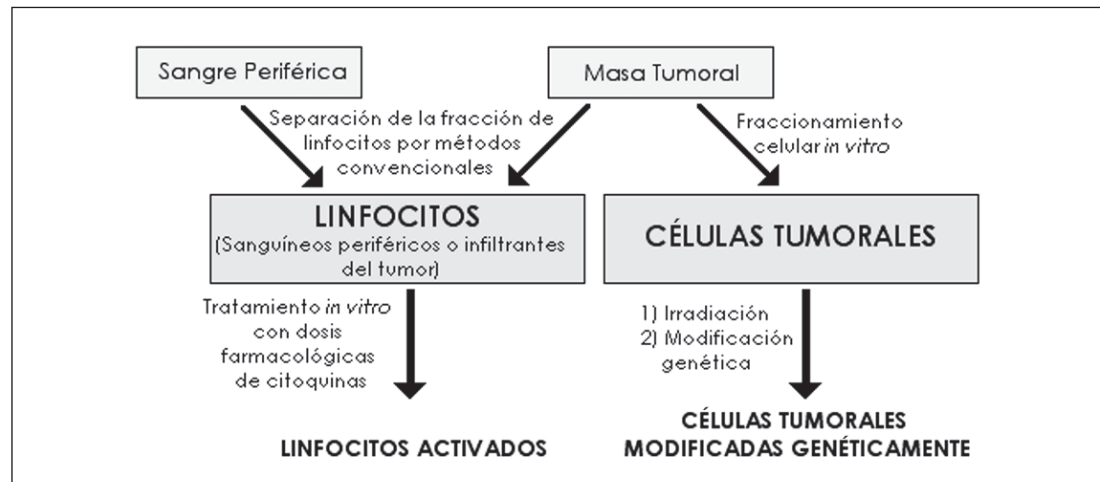 Sangre Periférica
Masa Tumoral
Separación de la fracción de
linfocitos por métodos
convencionales
Fraccionamiento
celular in vitro
LINFOCITOS
(Sanguíneos periféricos o infiltrantes
del tumor)
CÉLULAS TUMORALES
Tratamiento in vitro
con dosis
farmacológicas
de citoquinas
1) Irradiación
2) Modificación
genética
LINFOCITOS ACTIVADOS
CÉLULAS TUMORALES
MODIFICADAS GENÉTICAMENTE